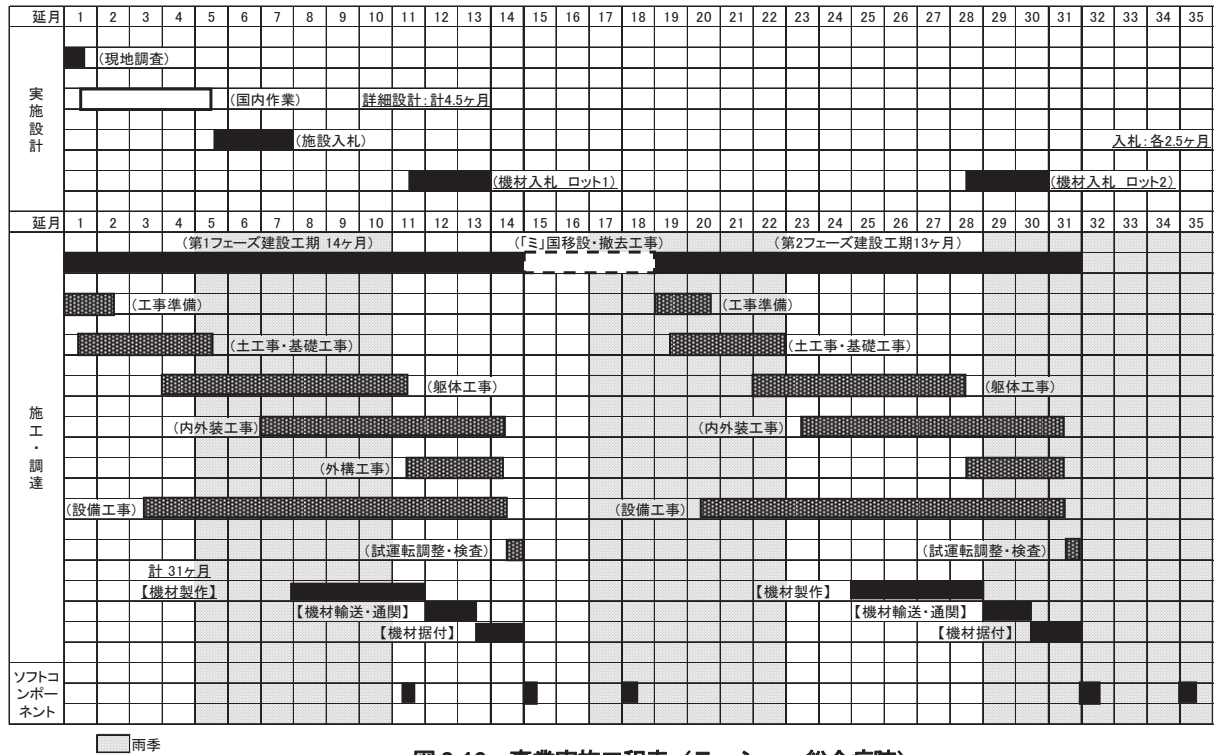 延月 1 2 3 4 5 6 7 8 9 10 11 12 13 14 15 16 17 18 19 20 21 22 23 24 25 26 27 28 29 30 31 32 33 34 35
実施設計
(現地調査)
(国内作業) 詳細設計:計4.5ヶ月
(施設入札) 入札:各2.5ヶ月
(機材入札 ロット1) (機材入札 ロット2)
延月 1 2 3 4 5 6 7 8 9 10 11 12 13 14 15 16 17 18 19 20 21 22 23 24 25 26 27 28 29 30 31 32 33 34 35
施工・調達
(第1フェーズ建設工期 14ヶ月) (「ミ」国移設・撤去工事) (第2フェーズ建設工期13ヶ月)
(工事準備) (工事準備)
(土工事・基礎工事) (土工事・基礎工事)
(躯体工事) (躯体工事)
(内外装工事) (内外装工事)
(外構工事)
(設備工事) (設備工事)
(試運転調整・検査) (試運転調整・検査)
計 31ヶ月
【機材製作】 【機材製作】
【機材輸送・通関】 【機材輸送・通関】
【機材据付】 【機材据付】
ソフトコンポーネント
雨季